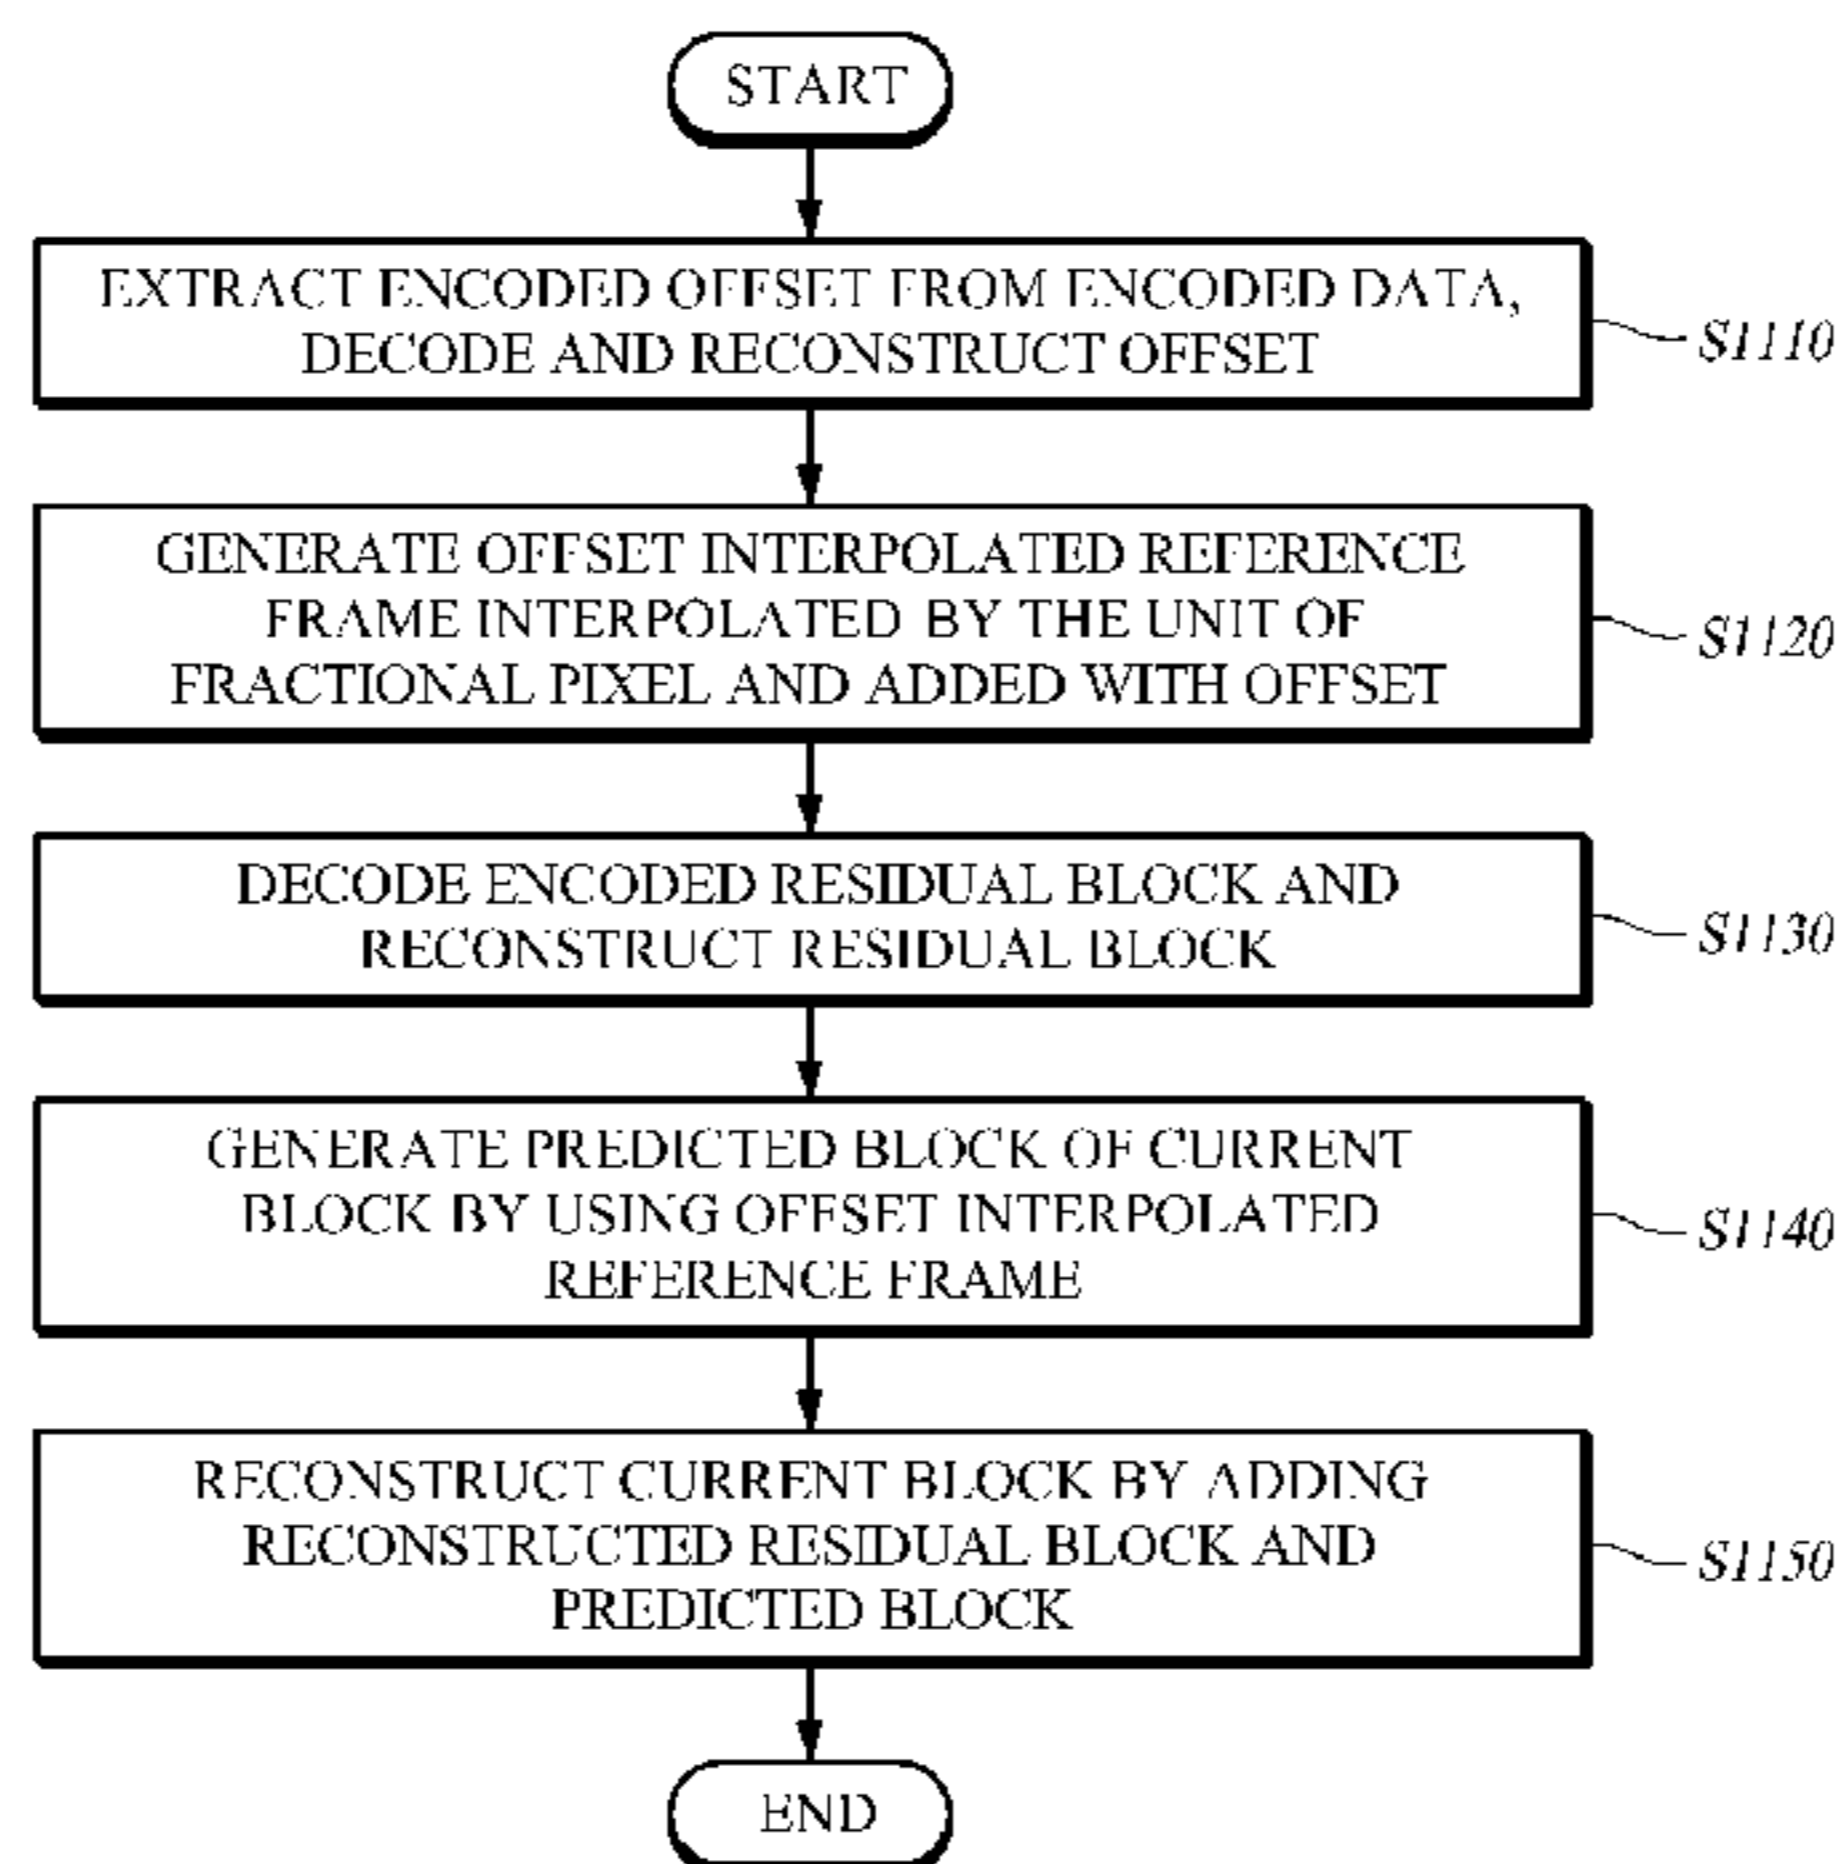 START
EXTRACT ENCODED OFFSET FROM ENCODED DATA,
DECODE AND RECONSTRUCT OFFSET
S1110
GENERATE OFFSET INTERPOLATED REFERENCE
FRAME INTERPOLATED BY THE UNIT OF
FRACTIONAL PIXEL AND ADDED WITH OFFSET
S1120
DECODE ENCODED RESIDUAL BLOCK AND
RECONSTRUCT RESIDUAL BLOCK
S1130
GENERATE PREDICTED BLOCK OF CURRENT
BLOCK BY USING OFFSET INTERPOLATED
REFERENCE FRAME
S1140
RECONSTRUCT CURRENT BLOCK BY ADDING
RECONSTRUCTED RESIDUAL BLOCK AND
PREDICTED BLOCK
S1150
END